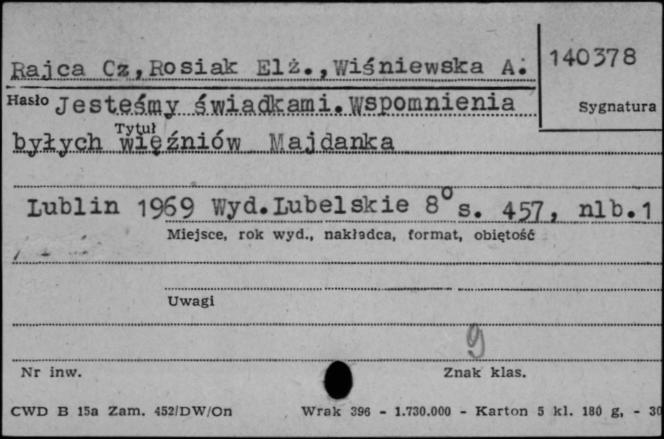 Rajca Cz,Rosiak Elż.,Wiśniewska A.
140378
Hasło Jesteśmy świadkami.Wspomnienia
Sygnatura
Tytuł
byłych więźniów Majdanka
Lublin 1969 Wyd.Lubelskie 8° s. 457, nlb.1
Miejsce, rok wyd., nakładca, format, objętość
Uwagi
9
Nr inw.
Znak klas.
CWD B 15a Zam. 452/DW/On Wrak 396 - 1.730.000 - Karton 5 kl. 180 g, - 30